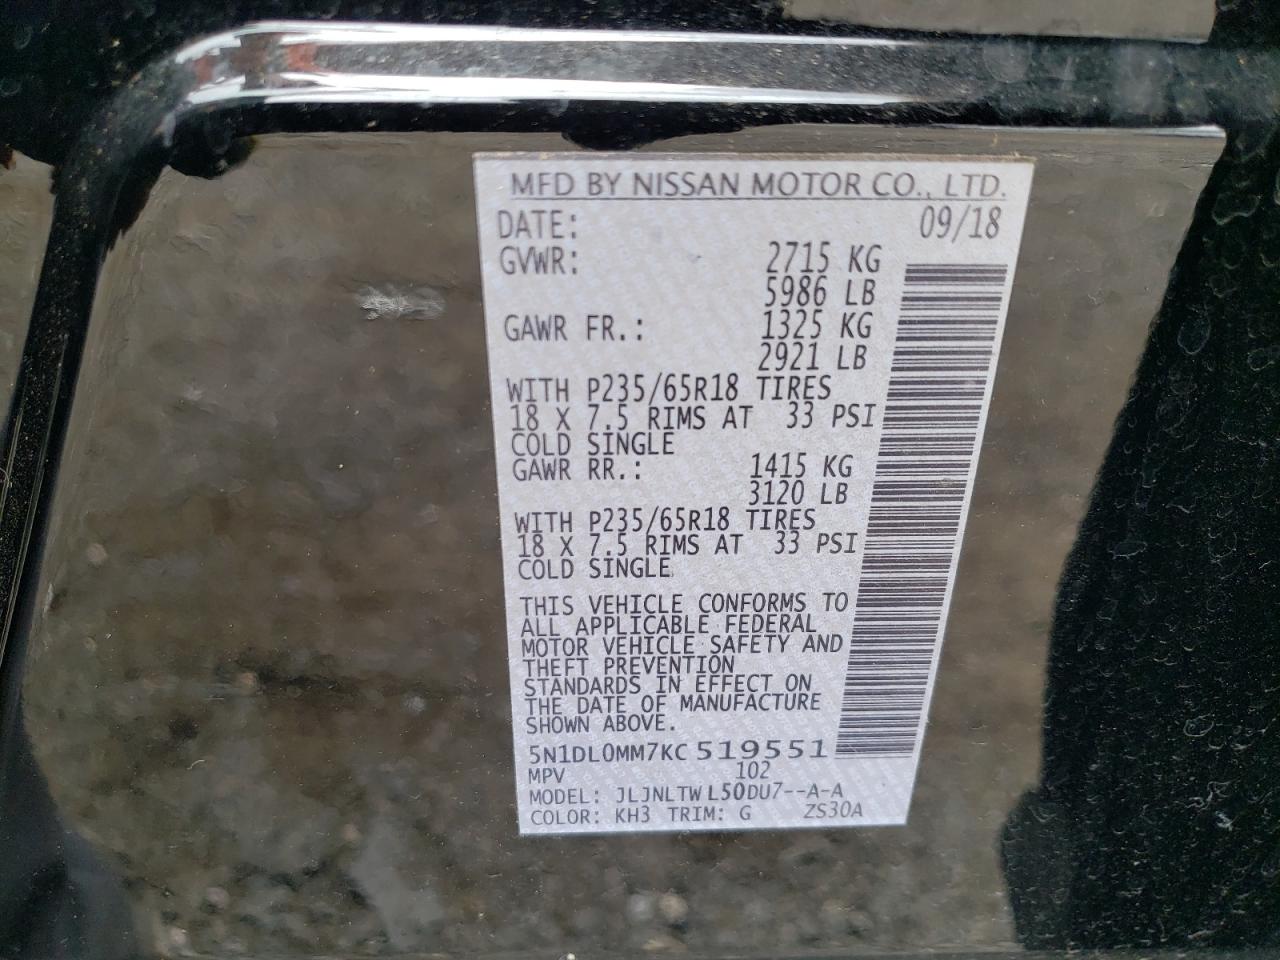 MFD BY NISSAN MOTOR CO., LTD.
DATE: 09/18
GVWR: 2715 KG
5986 LB
GAWR FR.: 1325 KG
2921 LB
WITH P235/65R18 TIRES
18 X 7.5 RIMS AT 33 PSI
COLD SINGLE
GAWR RR.: 1415 KG
3120 LB
WITH P235/65R18 TIRES
18 X 7.5 RIMS AT 33 PSI
COLD SINGLE
THIS VEHICLE CONFORMS TO
ALL APPLICABLE FEDERAL
MOTOR VEHICLE SAFETY AND
THEFT PREVENTION
STANDARDS IN EFFECT ON
THE DATE OF MANUFACTURE
SHOWN ABOVE.
5N1DL0MM7KC 519551
MPV 102
MODEL: JLJNLTW L50DU7--A-A
COLOR: KH3 TRIM: G ZS30A